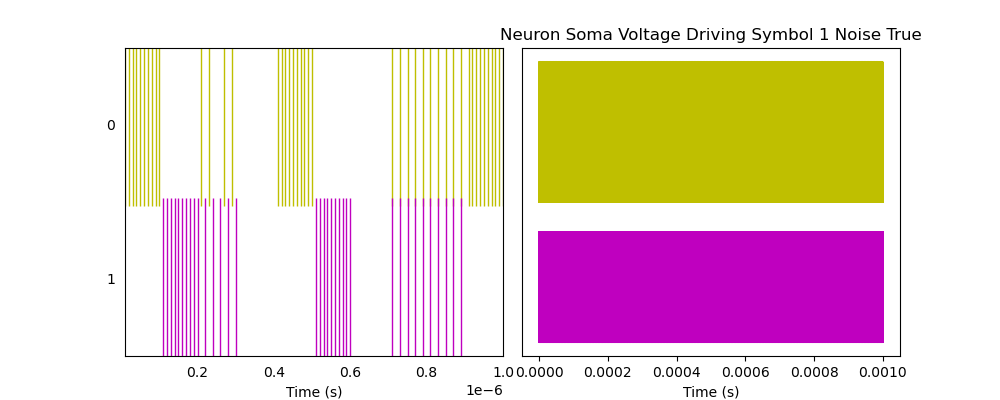 Neuron Soma Voltage Driving Symbol 1 Noise True
0
1
0.2 0.4 0.6 0.8 1.0
1e−6
Time (s)
0.0000 0.0002 0.0004 0.0006 0.0008 0.0010
Time (s)